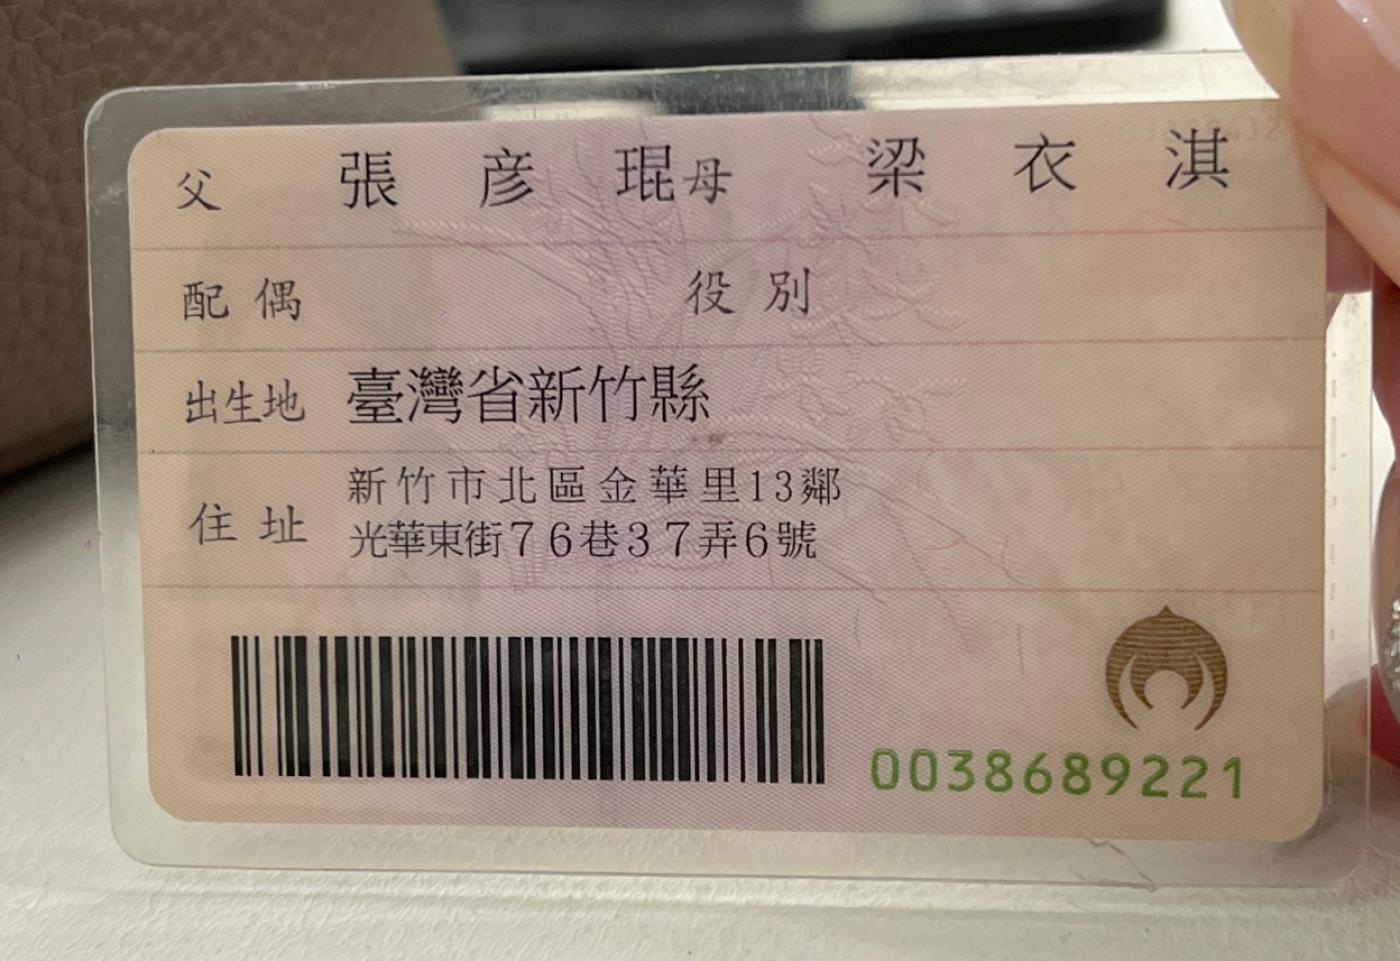 父 張彦琨 母 梁衣淇
配偶 役別
出生地 臺灣省新竹縣
住址 新竹市北區金華里13鄰
光華東街76巷37弄6號
0038689221